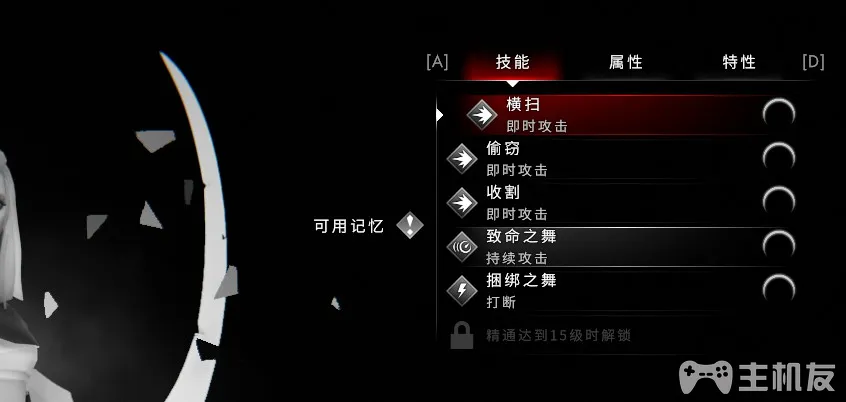 [A] 技能 属性 特性 [D]
横扫
即时攻击
偷窃
即时攻击
收割
即时攻击
可用记忆
致命之舞
持续攻击
捆绑之舞
打断
精通达到15级时解锁
主机友